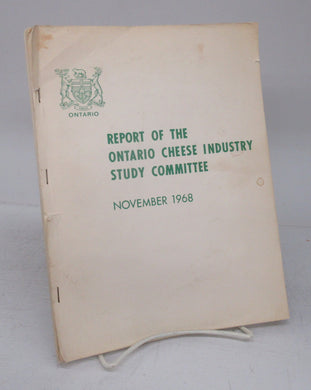 ONTARIO
REPORT OF THE
ONTARIO CHEESE INDUSTRY
STUDY COMMITTEE
NOVEMBER 1968